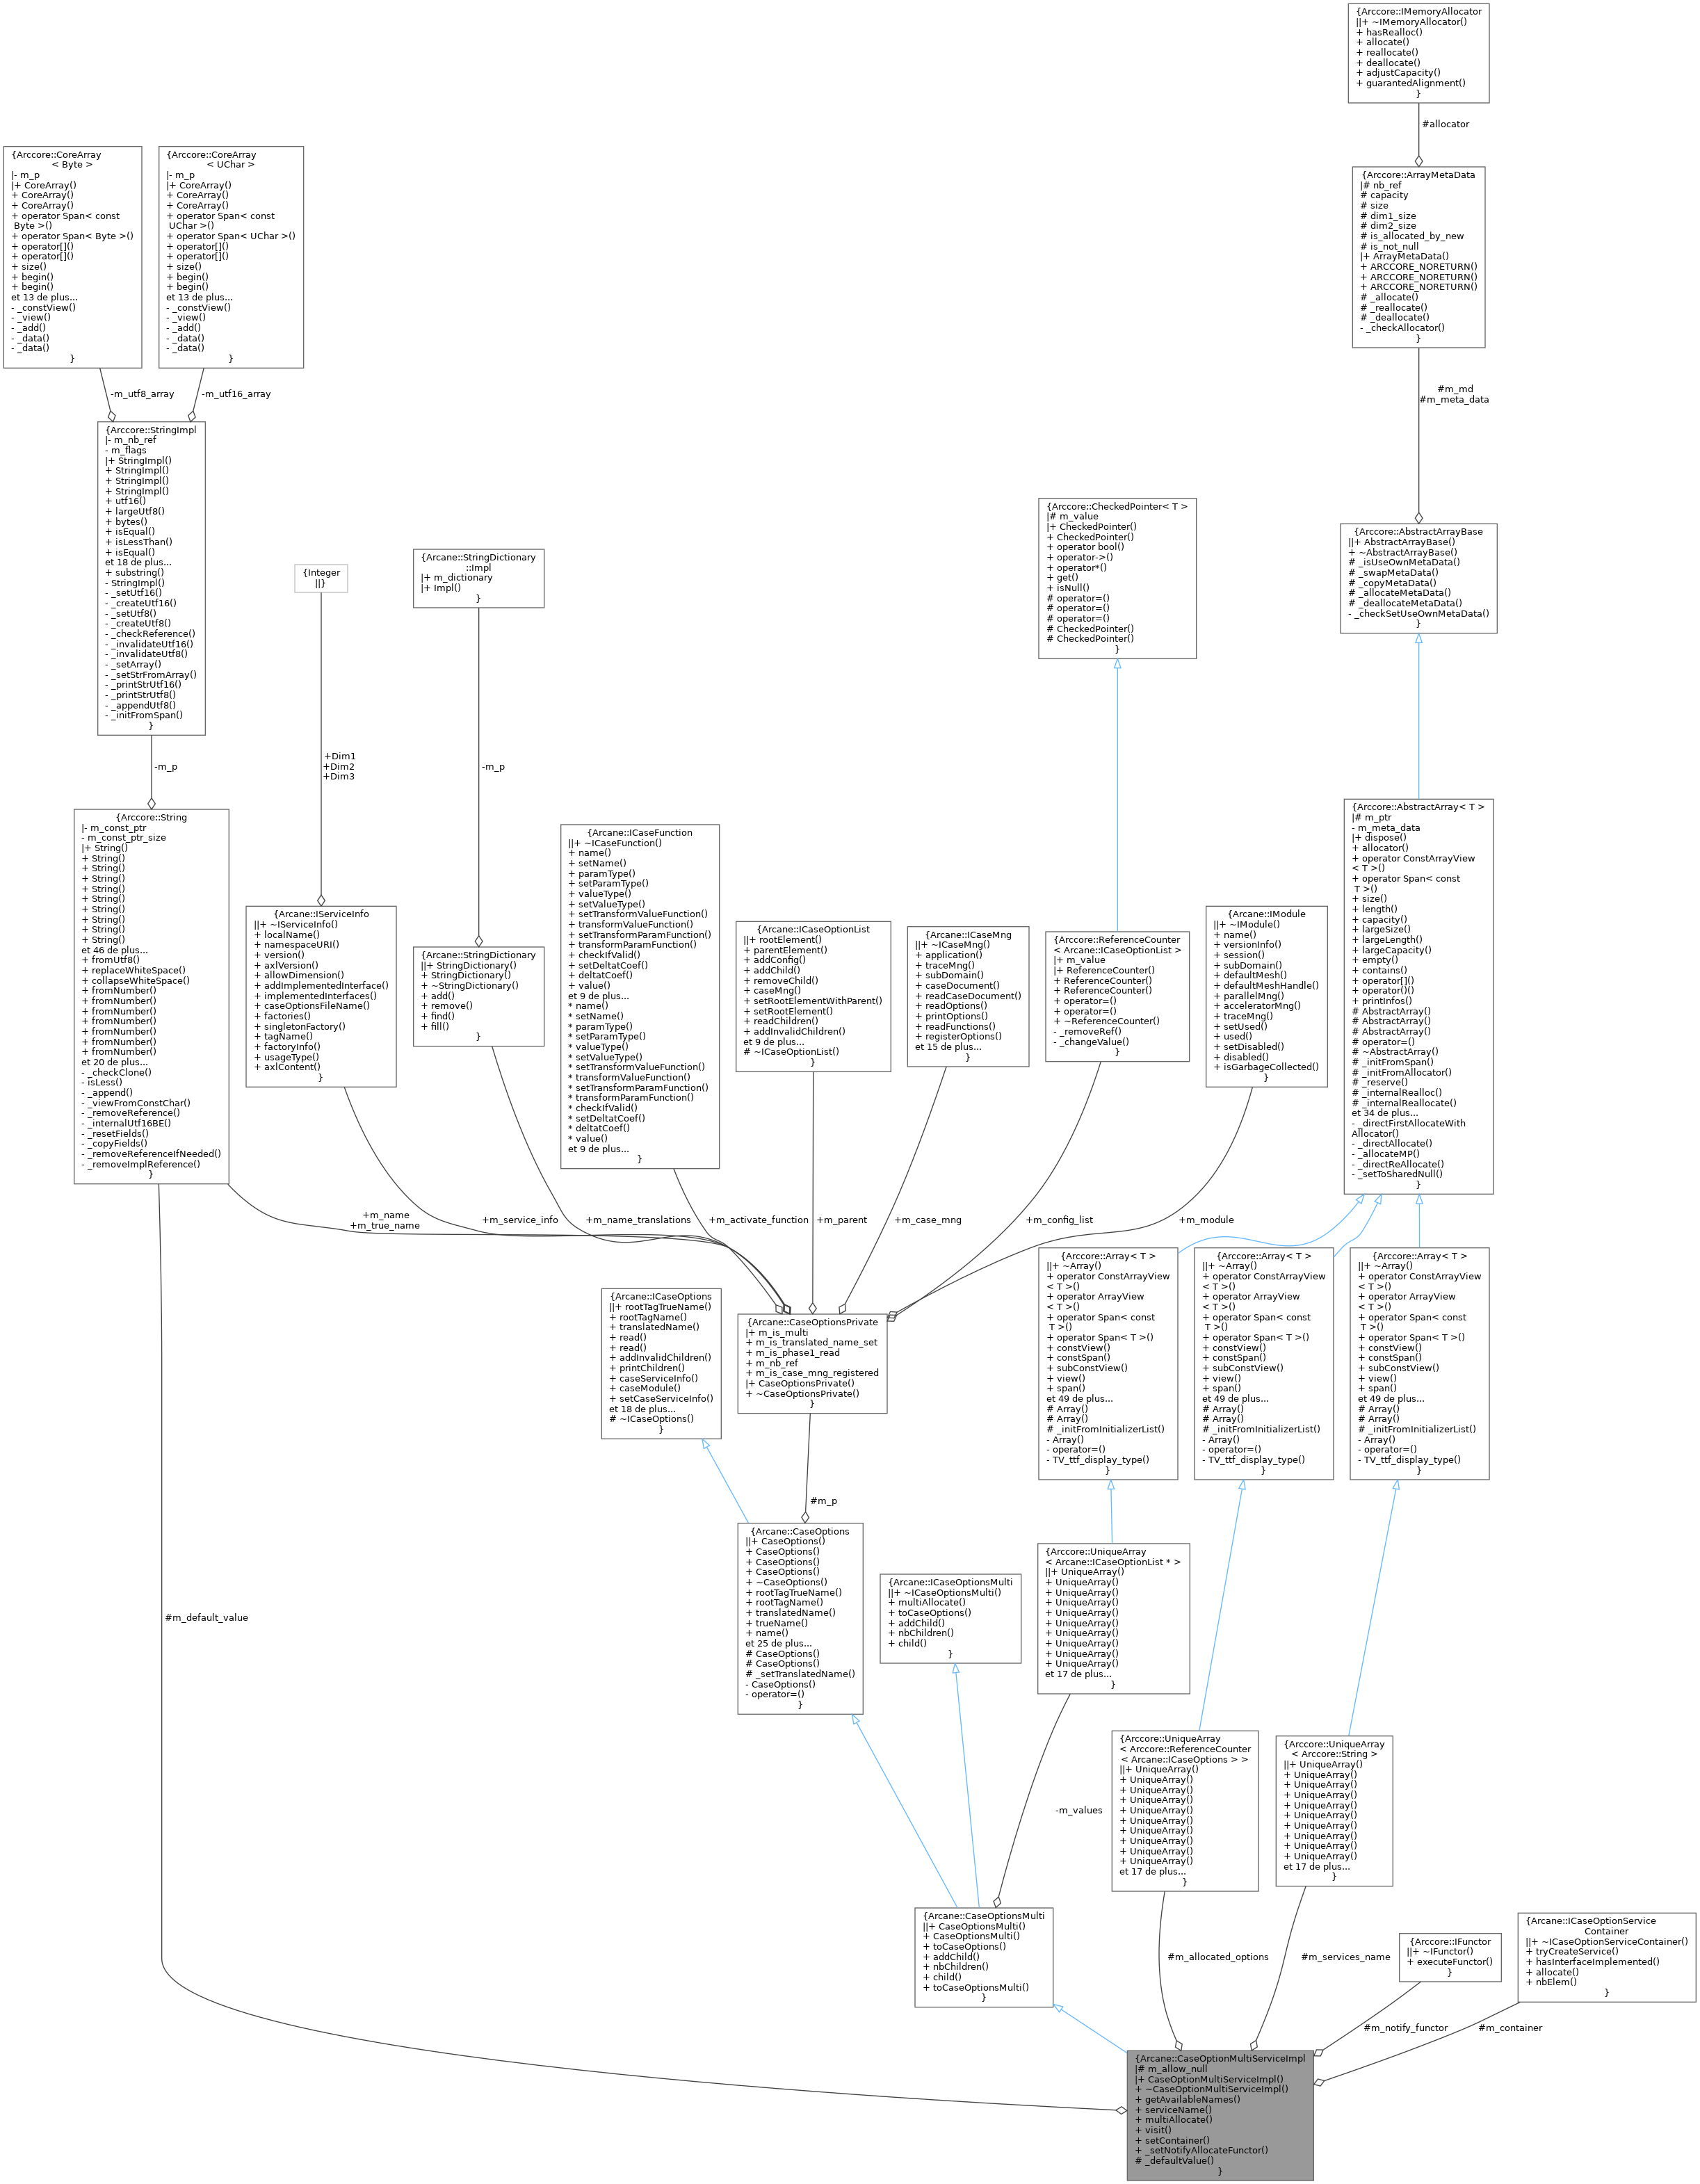 {Arccore::IMemoryAllocator
||+ ~IMemoryAllocator()
+ hasRealloc()
+ allocate()
+ reallocate()
+ deallocate()
+ adjustCapacity()
+ guarantedAlignment()
}
#allocator
{Arccore::CoreArray
< Byte >
|- m_p
|+ CoreArray()
+ CoreArray()
+ CoreArray()
+ operator Span< const
Byte >()
+ operator Span< Byte >()
+ operator[]()
+ operator[]()
+ size()
+ begin()
+ begin()
et 13 de plus...
- _constView()
- _view()
- _add()
- _data()
- _data()
}
{Arccore::CoreArray
< UChar >
|- m_p
|+ CoreArray()
+ CoreArray()
+ CoreArray()
+ operator Span< const
UChar >()
+ operator Span< UChar >()
+ operator[]()
+ operator[]()
+ size()
+ begin()
+ begin()
et 13 de plus...
- _constView()
- _view()
- _add()
- _data()
- _data()
}
{Arccore::ArrayMetaData
|# nb_ref
# capacity
# size
# dim1_size
# dim2_size
# is_allocated_by_new
# is_not_null
|+ ArrayMetaData()
+ ARCCORE_NORETURN()
+ ARCCORE_NORETURN()
+ ARCCORE_NORETURN()
# _allocate()
# _reallocate()
# _deallocate()
- _checkAllocator()
}
-m_utf8_array
-m_utf16_array
#m_md
#m_meta_data
{Arccore::StringImpl
|- m_nb_ref
- m_flags
|+ StringImpl()
+ StringImpl()
+ StringImpl()
+ StringImpl()
+ utf16()
+ largeUtf8()
+ bytes()
+ isEqual()
+ isLessThan()
+ isEqual()
et 18 de plus...
+ substring()
- StringImpl()
- _setUtf16()
- _createUtf16()
- _setUtf8()
- _createUtf8()
- _checkReference()
- _invalidateUtf16()
- _invalidateUtf8()
- _setArray()
- _setStrFromArray()
- _printStrUtf16()
- _printStrUtf8()
- _appendUtf8()
- _initFromSpan()
}
{Integer
||}
{Arcane::StringDictionary
::Impl
|+ m_dictionary
|+ Impl()
}
{Arccore::CheckedPointer< T >
|# m_value
|+ CheckedPointer()
+ CheckedPointer()
+ operator bool()
+ operator->()
+ operator*()
+ get()
+ isNull()
# operator=()
# operator=()
# operator=()
# CheckedPointer()
# CheckedPointer()
}
{Arccore::AbstractArrayBase
||+ AbstractArrayBase()
+ ~AbstractArrayBase()
# _isUseOwnMetaData()
# _swapMetaData()
# _copyMetaData()
# _allocateMetaData()
# _deallocateMetaData()
- _checkSetUseOwnMetaData()
}
-m_p
+Dim1
+Dim2
+Dim3
-m_p
{Arccore::String
|- m_const_ptr
- m_const_ptr_size
|+ String()
+ String()
+ String()
+ String()
+ String()
+ String()
+ String()
+ String()
+ String()
+ String()
et 46 de plus...
+ fromUtf8()
+ replaceWhiteSpace()
+ collapseWhiteSpace()
+ fromNumber()
+ fromNumber()
+ fromNumber()
+ fromNumber()
+ fromNumber()
+ fromNumber()
+ fromNumber()
et 20 de plus...
- _checkClone()
- isLess()
- _append()
- _viewFromConstChar()
- _removeReference()
- _internalUtf16BE()
- _resetFields()
- _copyFields()
- _removeReferenceIfNeeded()
- _removeImplReference()
}
{Arcane::IServiceInfo
||+ ~IServiceInfo()
+ localName()
+ namespaceURI()
+ version()
+ axlVersion()
+ allowDimension()
+ addImplementedInterface()
+ implementedInterfaces()
+ caseOptionsFileName()
+ factories()
+ singletonFactory()
+ tagName()
+ factoryInfo()
+ usageType()
+ axlContent()
}
{Arcane::StringDictionary
||+ StringDictionary()
+ StringDictionary()
+ ~StringDictionary()
+ add()
+ remove()
+ find()
+ fill()
}
{Arcane::ICaseFunction
||+ ~ICaseFunction()
+ name()
+ setName()
+ paramType()
+ setParamType()
+ valueType()
+ setValueType()
+ setTransformValueFunction()
+ transformValueFunction()
+ setTransformParamFunction()
+ transformParamFunction()
+ checkIfValid()
+ setDeltatCoef()
+ deltatCoef()
+ value()
et 9 de plus...
* name()
* setName()
* paramType()
* setParamType()
* valueType()
* setValueType()
* setTransformValueFunction()
* transformValueFunction()
* setTransformParamFunction()
* transformParamFunction()
* checkIfValid()
* setDeltatCoef()
* deltatCoef()
* value()
et 9 de plus...
}
{Arcane::ICaseOptionList
||+ rootElement()
+ parentElement()
+ addConfig()
+ addChild()
+ removeChild()
+ caseMng()
+ setRootElementWithParent()
+ setRootElement()
+ readChildren()
+ addInvalidChildren()
et 9 de plus...
# ~ICaseOptionList()
}
{Arcane::ICaseMng
||+ ~ICaseMng()
+ application()
+ traceMng()
+ subDomain()
+ caseDocument()
+ readCaseDocument()
+ readOptions()
+ printOptions()
+ readFunctions()
+ registerOptions()
et 15 de plus...
}
{Arccore::ReferenceCounter
< Arcane::ICaseOptionList >
|+ m_value
|+ ReferenceCounter()
+ ReferenceCounter()
+ ReferenceCounter()
+ operator=()
+ operator=()
+ ~ReferenceCounter()
- _removeRef()
- _changeValue()
}
{Arcane::IModule
||+ ~IModule()
+ name()
+ versionInfo()
+ session()
+ subDomain()
+ defaultMesh()
+ defaultMeshHandle()
+ parallelMng()
+ acceleratorMng()
+ traceMng()
+ setUsed()
+ used()
+ setDisabled()
+ disabled()
+ isGarbageCollected()
}
{Arccore::AbstractArray< T >
|# m_ptr
- m_meta_data
|+ dispose()
+ allocator()
+ operator ConstArrayView
< T >()
+ operator Span< const
T >()
+ size()
+ length()
+ capacity()
+ largeSize()
+ largeLength()
+ largeCapacity()
+ empty()
+ contains()
+ operator[]()
+ operator()()
+ printInfos()
# AbstractArray()
# AbstractArray()
# AbstractArray()
# operator=()
# ~AbstractArray()
# _initFromSpan()
# _initFromAllocator()
# _reserve()
# _internalRealloc()
# _internalReallocate()
et 34 de plus...
- _directFirstAllocateWith
Allocator()
- _directAllocate()
- _allocateMP()
- _directReAllocate()
- _setToSharedNull()
}
+m_name
+m_true_name
+m_service_info
+m_name_translations
+m_activate_function
+m_parent
+m_case_mng
+m_config_list
+m_module
{Arcane::ICaseOptions
||+ rootTagTrueName()
+ rootTagName()
+ translatedName()
+ read()
+ read()
+ addInvalidChildren()
+ printChildren()
+ caseServiceInfo()
+ caseModule()
+ setCaseServiceInfo()
et 18 de plus...
# ~ICaseOptions()
}
{Arcane::CaseOptionsPrivate
|+ m_is_multi
+ m_is_translated_name_set
+ m_is_phase1_read
+ m_nb_ref
+ m_is_case_mng_registered
|+ CaseOptionsPrivate()
+ ~CaseOptionsPrivate()
}
{Arccore::Array< T >
||+ ~Array()
+ operator ConstArrayView
< T >()
+ operator ArrayView
< T >()
+ operator Span< const
T >()
+ operator Span< T >()
+ constView()
+ constSpan()
+ subConstView()
+ view()
+ span()
et 49 de plus...
# Array()
# Array()
# _initFromInitializerList()
- Array()
- operator=()
- TV_ttf_display_type()
}
{Arccore::Array< T >
||+ ~Array()
+ operator ConstArrayView
< T >()
+ operator ArrayView
< T >()
+ operator Span< const
T >()
+ operator Span< T >()
+ constView()
+ constSpan()
+ subConstView()
+ view()
+ span()
et 49 de plus...
# Array()
# Array()
# _initFromInitializerList()
- Array()
- operator=()
- TV_ttf_display_type()
}
{Arccore::Array< T >
||+ ~Array()
+ operator ConstArrayView
< T >()
+ operator ArrayView
< T >()
+ operator Span< const
T >()
+ operator Span< T >()
+ constView()
+ constSpan()
+ subConstView()
+ view()
+ span()
et 49 de plus...
# Array()
# Array()
# _initFromInitializerList()
- Array()
- operator=()
- TV_ttf_display_type()
}
#m_p
#m_default_value
{Arcane::CaseOptions
||+ CaseOptions()
+ CaseOptions()
+ CaseOptions()
+ CaseOptions()
+ ~CaseOptions()
+ rootTagTrueName()
+ rootTagName()
+ translatedName()
+ trueName()
+ name()
et 25 de plus...
# CaseOptions()
# CaseOptions()
# _setTranslatedName()
- CaseOptions()
- operator=()
}
{Arcane::ICaseOptionsMulti
||+ ~ICaseOptionsMulti()
+ multiAllocate()
+ toCaseOptions()
+ addChild()
+ nbChildren()
+ child()
}
{Arccore::UniqueArray
< Arcane::ICaseOptionList * >
||+ UniqueArray()
+ UniqueArray()
+ UniqueArray()
+ UniqueArray()
+ UniqueArray()
+ UniqueArray()
+ UniqueArray()
+ UniqueArray()
+ UniqueArray()
+ UniqueArray()
et 17 de plus...
}
{Arccore::UniqueArray
< Arccore::ReferenceCounter
< Arcane::ICaseOptions > >
||+ UniqueArray()
+ UniqueArray()
+ UniqueArray()
+ UniqueArray()
+ UniqueArray()
+ UniqueArray()
+ UniqueArray()
+ UniqueArray()
+ UniqueArray()
+ UniqueArray()
et 17 de plus...
}
{Arccore::UniqueArray
< Arccore::String >
||+ UniqueArray()
+ UniqueArray()
+ UniqueArray()
+ UniqueArray()
+ UniqueArray()
+ UniqueArray()
+ UniqueArray()
+ UniqueArray()
+ UniqueArray()
+ UniqueArray()
et 17 de plus...
}
-m_values
{Arcane::CaseOptionsMulti
||+ CaseOptionsMulti()
+ CaseOptionsMulti()
+ toCaseOptions()
+ addChild()
+ nbChildren()
+ child()
+ toCaseOptionsMulti()
}
#m_allocated_options
#m_services_name
{Arccore::IFunctor
||+ ~IFunctor()
+ executeFunctor()
}
{Arcane::ICaseOptionService
Container
||+ ~ICaseOptionServiceContainer()
+ tryCreateService()
+ hasInterfaceImplemented()
+ allocate()
+ nbElem()
}
#m_notify_functor
#m_container
{Arcane::CaseOptionMultiServiceImpl
|# m_allow_null
|+ CaseOptionMultiServiceImpl()
+ ~CaseOptionMultiServiceImpl()
+ getAvailableNames()
+ serviceName()
+ multiAllocate()
+ visit()
+ setContainer()
+ _setNotifyAllocateFunctor()
# _defaultValue()
}